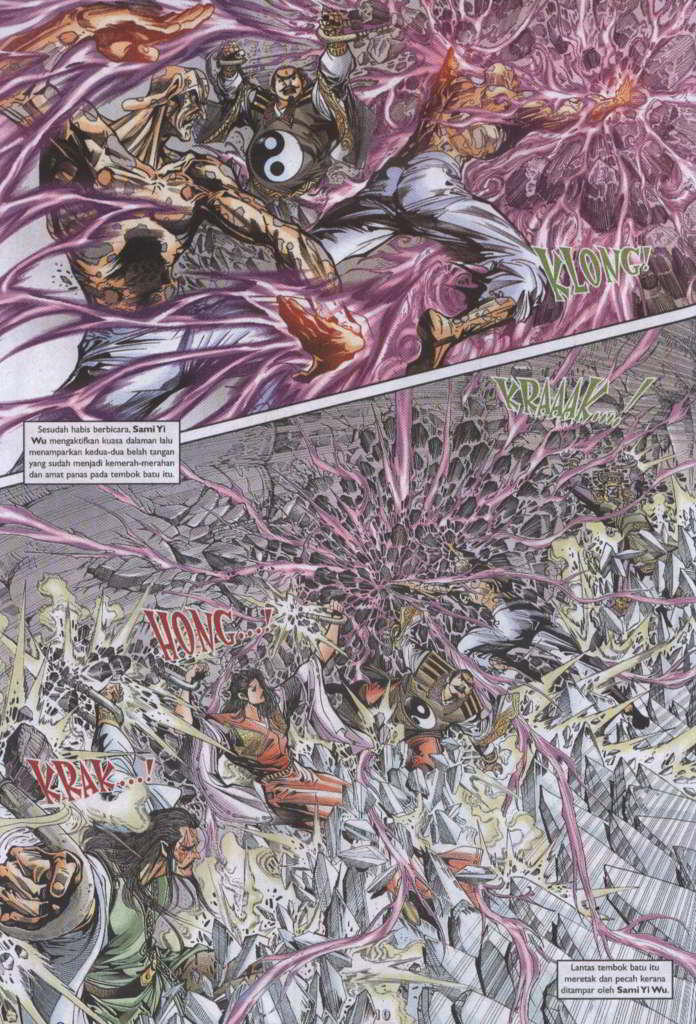 KLONG!
Sesudah habis berbicara, Sami Yi
Wu mengaktifkan kuasa dalaman lalu
menamparkan kedua-dua belah tangan
yang sudah menjadi kemerah-merahan
dan amat panas pada tembok batu itu.
KRAAAK...!
HONG...!
KRAK...!
Lantas tembok batu itu
meretak dan pecah kerana
ditampar oleh Sami Yi Wu.
10